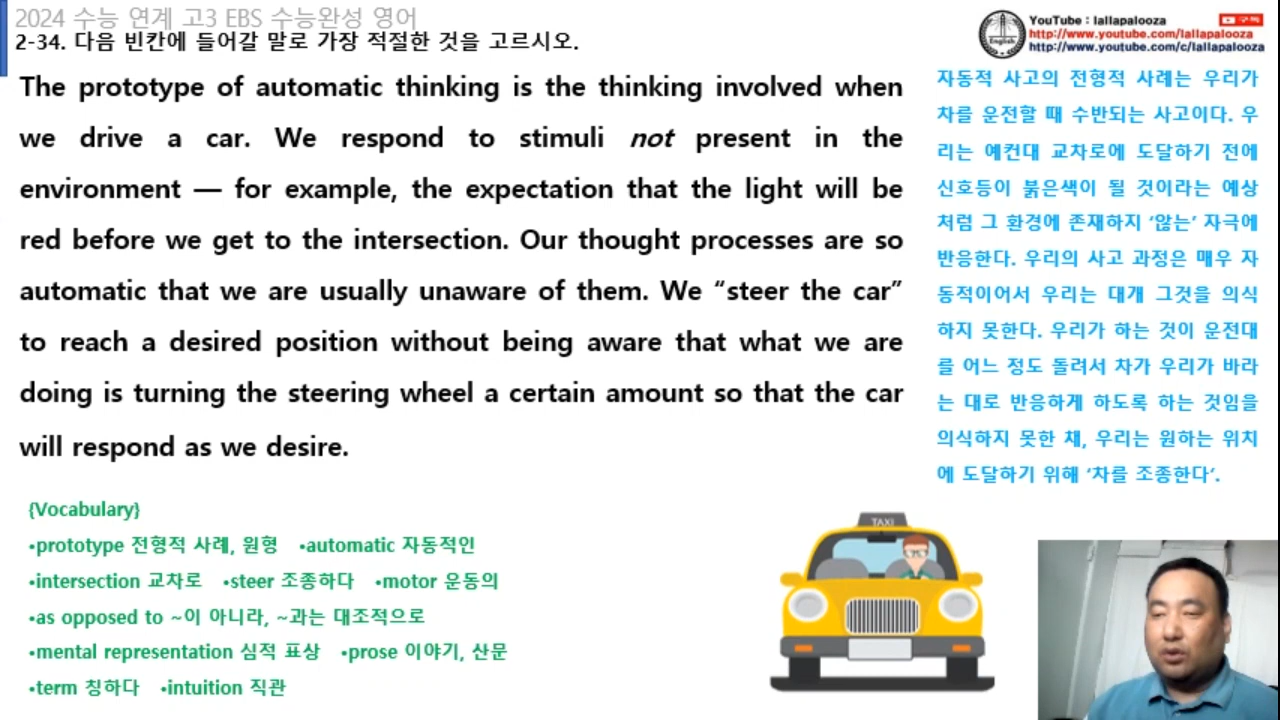 2024 수능 연계 고3 EBS 수능완성 영어
2-34. 다음 빈칸에 들어갈 말로 가장 적절한 것을 고르시오.
YouTube : lallapalooza
구독
http://www.youtube.com/lallapalooza
http://www.youtube.com/c/lallapalooza
English
The prototype of automatic thinking is the thinking involved when
we drive a car. We respond to stimuli not present in the
environment — for example, the expectation that the light will be
red before we get to the intersection. Our thought processes are so
automatic that we are usually unaware of them. We “steer the car”
to reach a desired position without being aware that what we are
doing is turning the steering wheel a certain amount so that the car
will respond as we desire.
자동적 사고의 전형적 사례는 우리가
차를 운전할 때 수반되는 사고이다. 우
리는 예컨대 교차로에 도달하기 전에
신호등이 붉은색이 될 것이라는 예상
처럼 그 환경에 존재하지 ‘않는’ 자극에
반응한다. 우리의 사고 과정은 매우 자
동적이어서 우리는 대개 그것을 의식
하지 못한다. 우리가 하는 것이 운전대
를 어느 정도 돌려서 차가 우리가 바라
는 대로 반응하게 하도록 하는 것임을
의식하지 못한 채, 우리는 원하는 위치
에 도달하기 위해 ‘차를 조종한다’.
{Vocabulary}
•prototype 전형적 사례, 원형 •automatic 자동적인
•intersection 교차로 •steer 조종하다 •motor 운동의
•as opposed to ~이 아니라, ~과는 대조적으로
•mental representation 심적 표상 •prose 이야기, 산문
•term 칭하다 •intuition 직관
TAXI